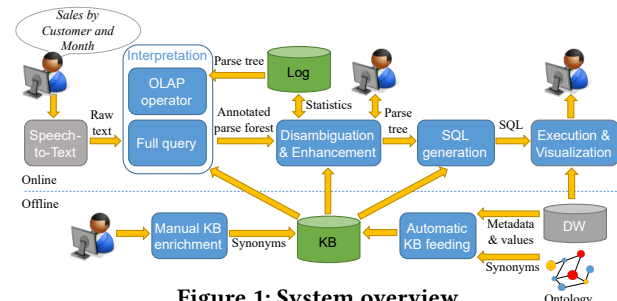 Sales by
Customer and
Month
Interpretation
Parse tree
Log
OLAP
operator
Statistics
Raw
text
Annotated
parse forest
Parse
tree
SQL
Speech-
to-Text
Full query
Disambiguation
& Enhancement
SQL
generation
Execution &
Visualization
Online
Offline
Manual KB
enrichment
Synonyms
KB
Automatic
KB feeding
Metadata
& values
Synonyms
DW
Ontology
Figure 1: System overview